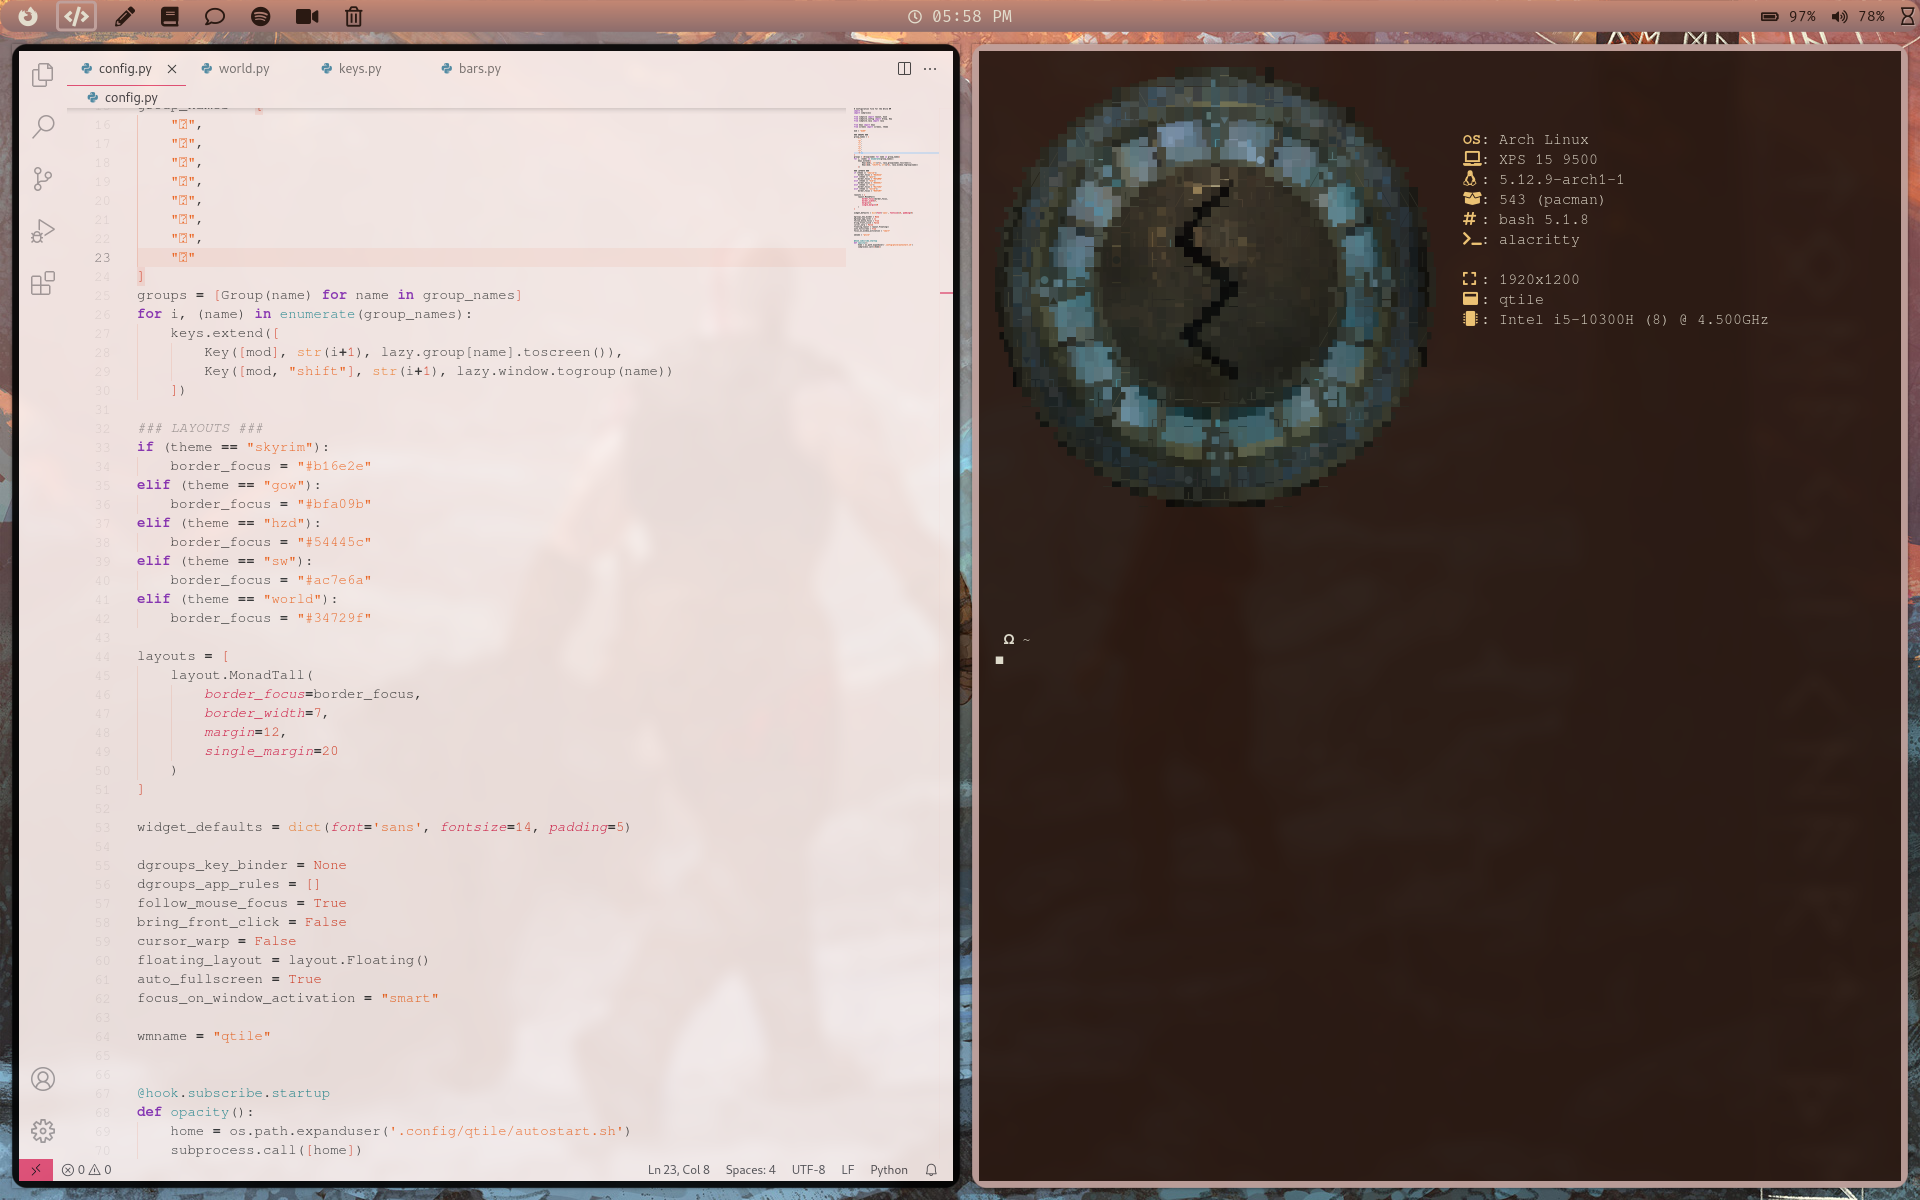 05:58 PM
97%
78%
config.py
world.py
keys.py
bars.py
config.py
16 "",
17 "",
18 "",
19 "",
20 "",
21 "",
22 "",
23 ""
24 ]
25 groups = [Group(name) for name in group_names]
26 for i, (name) in enumerate(group_names):
27 keys.extend([
28 Key([mod], str(i+1), lazy.group[name].toscreen()),
29 Key([mod, "shift"], str(i+1), lazy.window.togroup(name))
30 ])
31
32 ### LAYOUTS ###
33 if (theme == "skyrim"):
34 border_focus = "#b16e2e"
35 elif (theme == "gow"):
36 border_focus = "#bfa09b"
37 elif (theme == "hzd"):
38 border_focus = "#54445c"
39 elif (theme == "sw"):
40 border_focus = "#ac7e6a"
41 elif (theme == "world"):
42 border_focus = "#34729f"
43
44 layouts = [
45 layout.MonadTall(
46 border_focus=border_focus,
47 border_width=7,
48 margin=12,
49 single_margin=20
50 )
51 ]
52
53 widget_defaults = dict(font='sans', fontsize=14, padding=5)
54
55 dgroups_key_binder = None
56 dgroups_app_rules = []
57 follow_mouse_focus = True
58 bring_front_click = False
59 cursor_warp = False
60 floating_layout = layout.Floating()
61 auto_fullscreen = True
62 focus_on_window_activation = "smart"
63
64 wmname = "qtile"
65
66
67 @hook.subscribe.startup
68 def opacity():
69 home = os.path.expanduser('.config/qtile/autostart.sh')
70 subprocess.call([home])
0 0
Ln 23, Col 8
Spaces: 4
UTF-8
LF
Python
OS: Arch Linux
: XPS 15 9500
: 5.12.9-arch1-1
: 543 (pacman)
# : bash 5.1.8
: alacritty
: 1920x1200
: qtile
: Intel i5-10300H (8) @ 4.500GHz
Ω ~